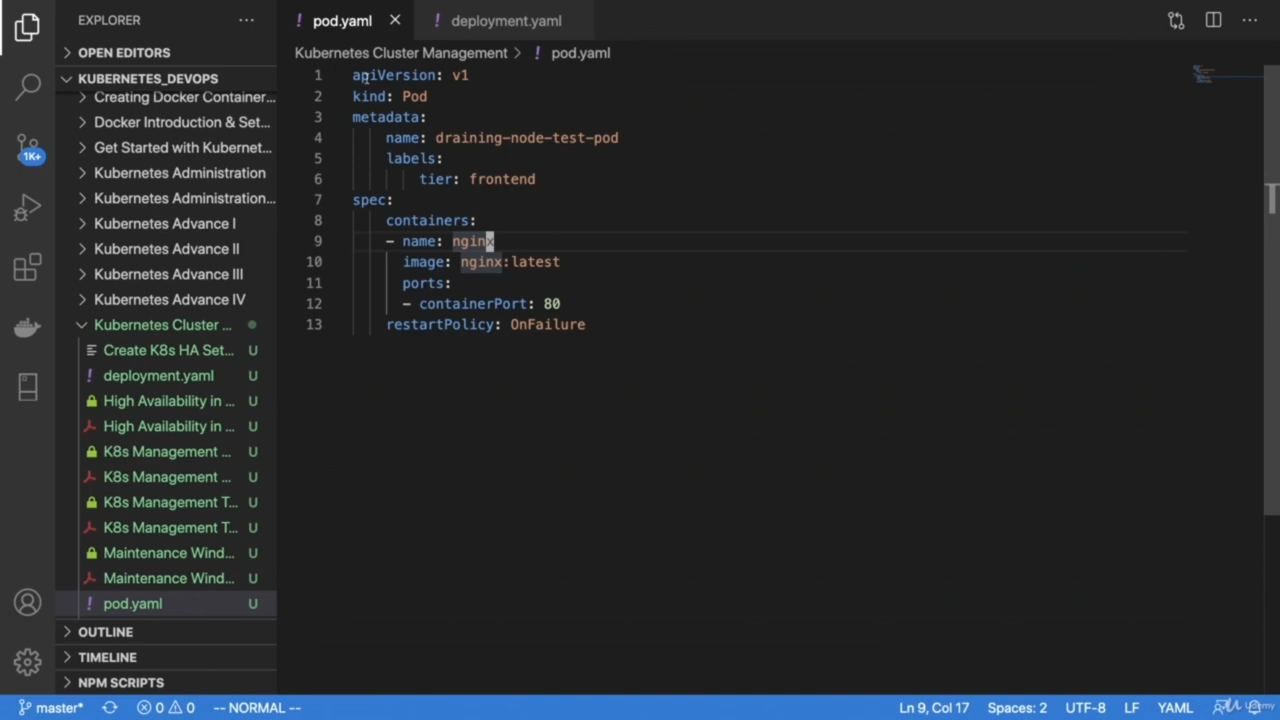 EXPLORER
OPEN EDITORS
KUBERNETES_DEVOPS
Creating Docker Container...
Docker Introduction & Set...
Get Started with Kubernet...
Kubernetes Administration
Kubernetes Administration...
Kubernetes Advance I
Kubernetes Advance II
Kubernetes Advance III
Kubernetes Advance IV
Kubernetes Cluster ...
Create K8s HA Set... U
deployment.yaml U
High Availability in ... U
High Availability in ... U
K8s Management ... U
K8s Management ... U
K8s Management T... U
K8s Management T... U
Maintenance Wind... U
Maintenance Wind... U
pod.yaml U
OUTLINE
TIMELINE
NPM SCRIPTS
1K+
! pod.yaml ! deployment.yaml
Kubernetes Cluster Management > ! pod.yaml
1 apiVersion: v1
2 kind: Pod
3 metadata:
4 name: draining-node-test-pod
5 labels:
6 tier: frontend
7 spec:
8 containers:
9 - name: nginx
10 image: nginx:latest
11 ports:
12 - containerPort: 80
13 restartPolicy: OnFailure
master* 0 0 -- NORMAL -- Ln 9, Col 17 Spaces: 2 UTF-8 LF YAML
Udemy